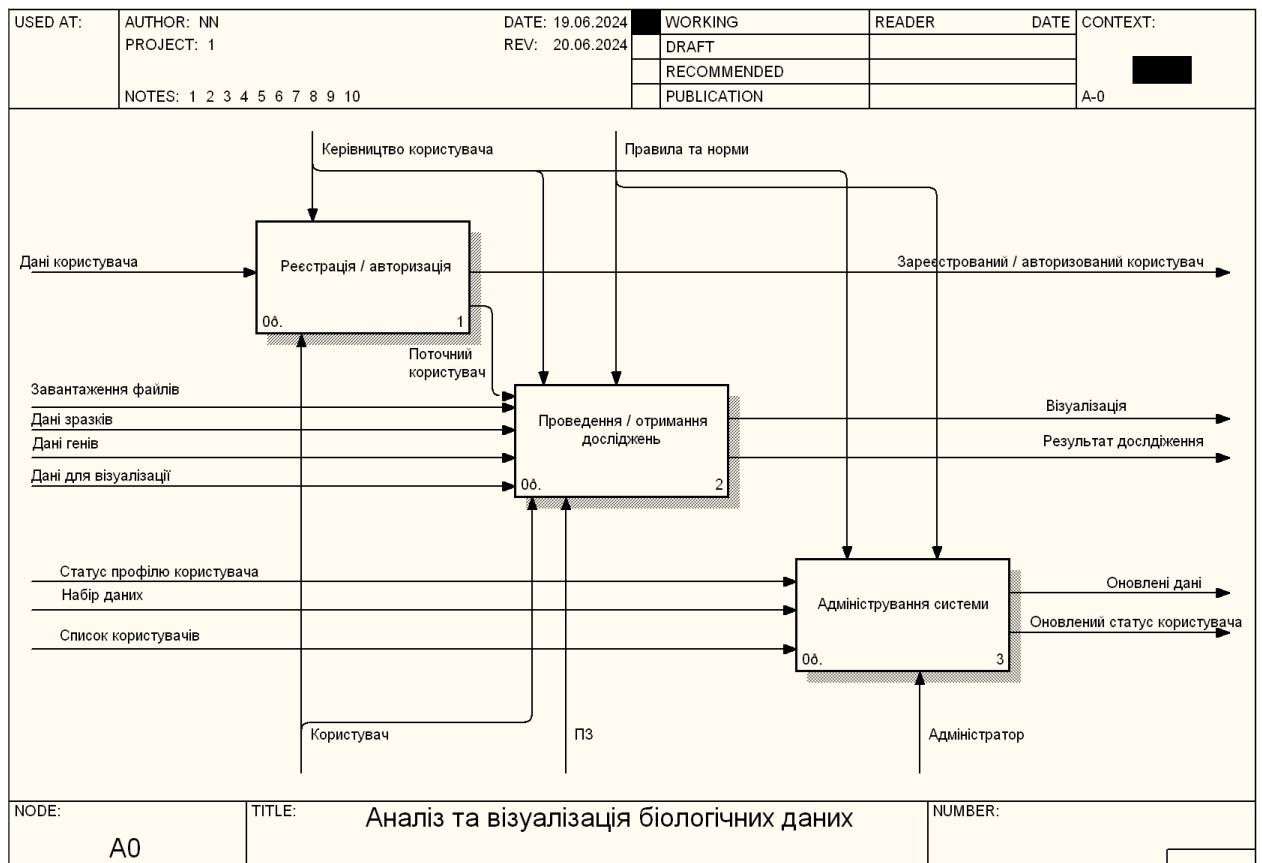 USED AT:
AUTHOR: NN
DATE: 19.06.2024
WORKING
READER
DATE
CONTEXT:
PROJECT: 1
REV: 20.06.2024
DRAFT
RECOMMENDED
NOTES: 1 2 3 4 5 6 7 8 9 10
PUBLICATION
A-0
Керівництво користувача
Правила та норми
Дані користувача
Реєстрація / авторизація
Зареєстрований / авторизований користувач
0ð.
1
Поточний
користувач
Завантаження файлів
Дані зразків
Дані генів
Дані для візуалізації
Проведення / отримання
досліджень
0ð.
2
Візуалізація
Результат дослдіження
Статус профілю користувача
Набір даних
Список користувачів
Адміністрування системи
0ð.
3
Оновлені дані
Оновлений статус користувача
Користувач
ПЗ
Адміністратор
NODE:
TITLE:
Аналіз та візуалізація біологічних даних
NUMBER:
A0